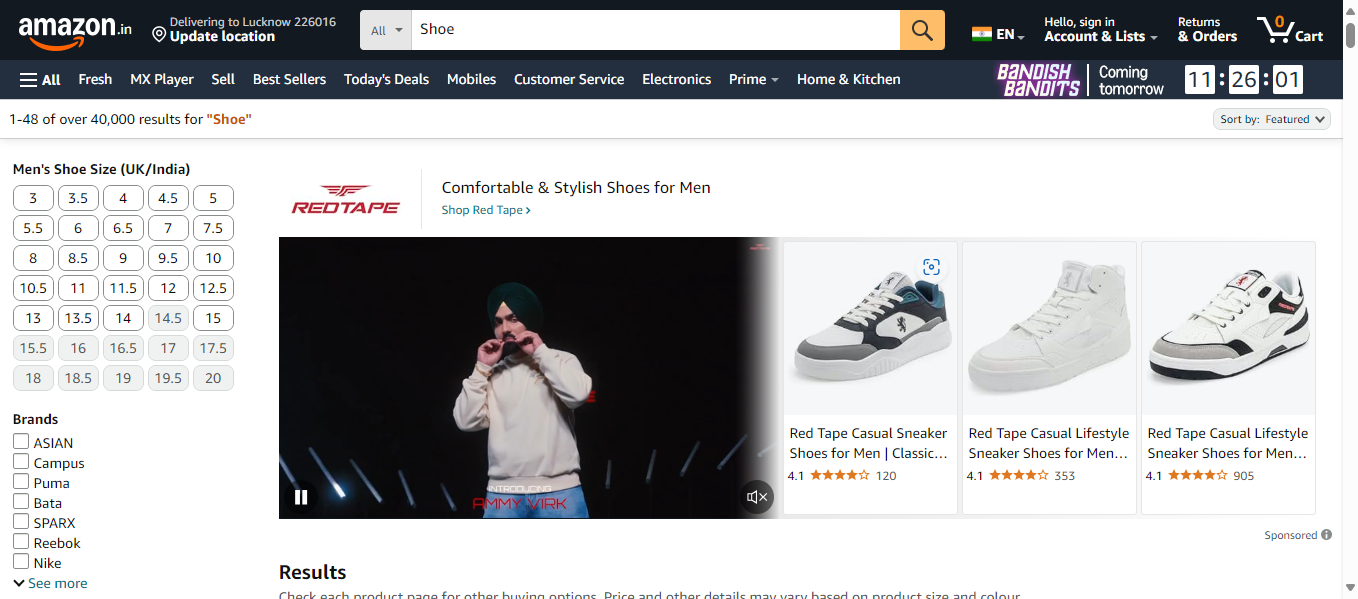 amazon.in
Delivering to Lucknow 226016
Update location
All
Shoe
EN
Hello, sign in
Account & Lists
Returns
& Orders
0
Cart
All
Fresh
MX Player
Sell
Best Sellers
Today's Deals
Mobiles
Customer Service
Electronics
Prime
Home & Kitchen
BANDISH
BANDITS
Coming
tomorrow
11 : 26 : 01
1-48 of over 40,000 results for "Shoe"
Sort by: Featured
Men's Shoe Size (UK/India)
3 3.5 4 4.5 5
5.5 6 6.5 7 7.5
8 8.5 9 9.5 10
10.5 11 11.5 12 12.5
13 13.5 14 14.5 15
15.5 16 16.5 17 17.5
18 18.5 19 19.5 20
Brands
ASIAN
Campus
Puma
Bata
SPARX
Reebok
Nike
See more
REDTAPE
Comfortable & Stylish Shoes for Men
Shop Red Tape ›
REDTAPE
INTRODUCING
AMMY VIRK
Red Tape Casual Sneaker
Shoes for Men | Classic...
4.1 120
Red Tape Casual Lifestyle
Sneaker Shoes for Men...
4.1 353
Red Tape Casual Lifestyle
Sneaker Shoes for Men...
4.1 905
Sponsored
Results
Check each product page for other buying options. Price and other details may vary based on product size and colour.